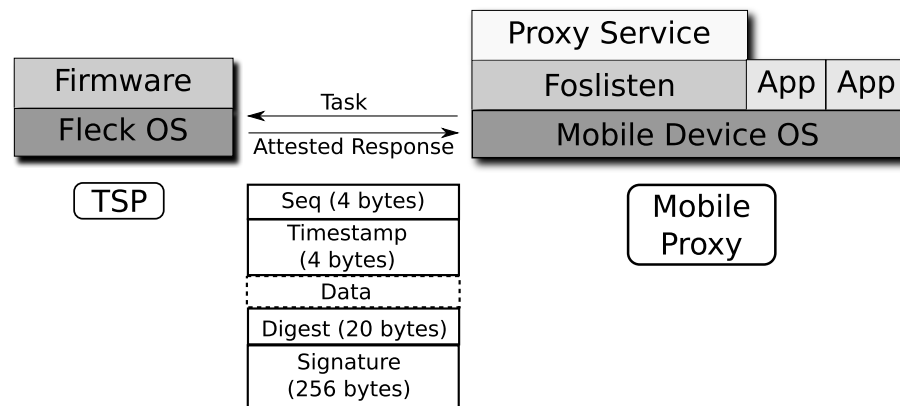 Proxy Service
Firmware
Foslisten
App
App
Fleck OS
Task
Attested Response
Mobile Device OS
TSP
Mobile
Proxy
Seq (4 bytes)
Timestamp
(4 bytes)
Data
Digest (20 bytes)
Signature
(256 bytes)